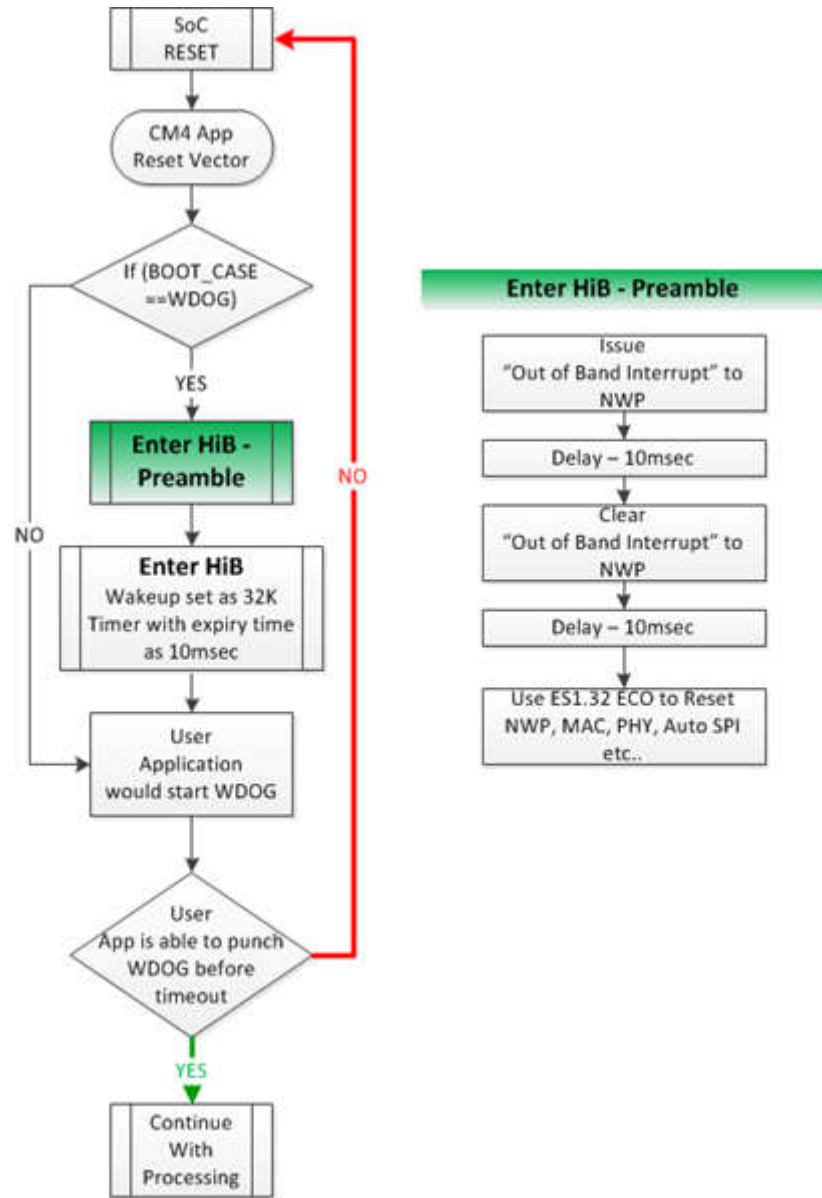 SoC
RESET
CM4 App
Reset Vector
If (BOOT_CASE
==WDOG)
YES
Enter HiB -
Preamble
NO
NO
Enter HiB
Wakeup set as 32K
Timer with expiry time
as 10msec
User
Application
would start WDOG
User
App is able to punch
WDOG before
timeout
YES
Continue
With
Processing
Enter HiB - Preamble
Issue
"Out of Band Interrupt" to
NWP
Delay – 10msec
Clear
"Out of Band Interrupt" to
NWP
Delay – 10msec
Use ES1.32 ECO to Reset
NWP, MAC, PHY, Auto SPI
etc..